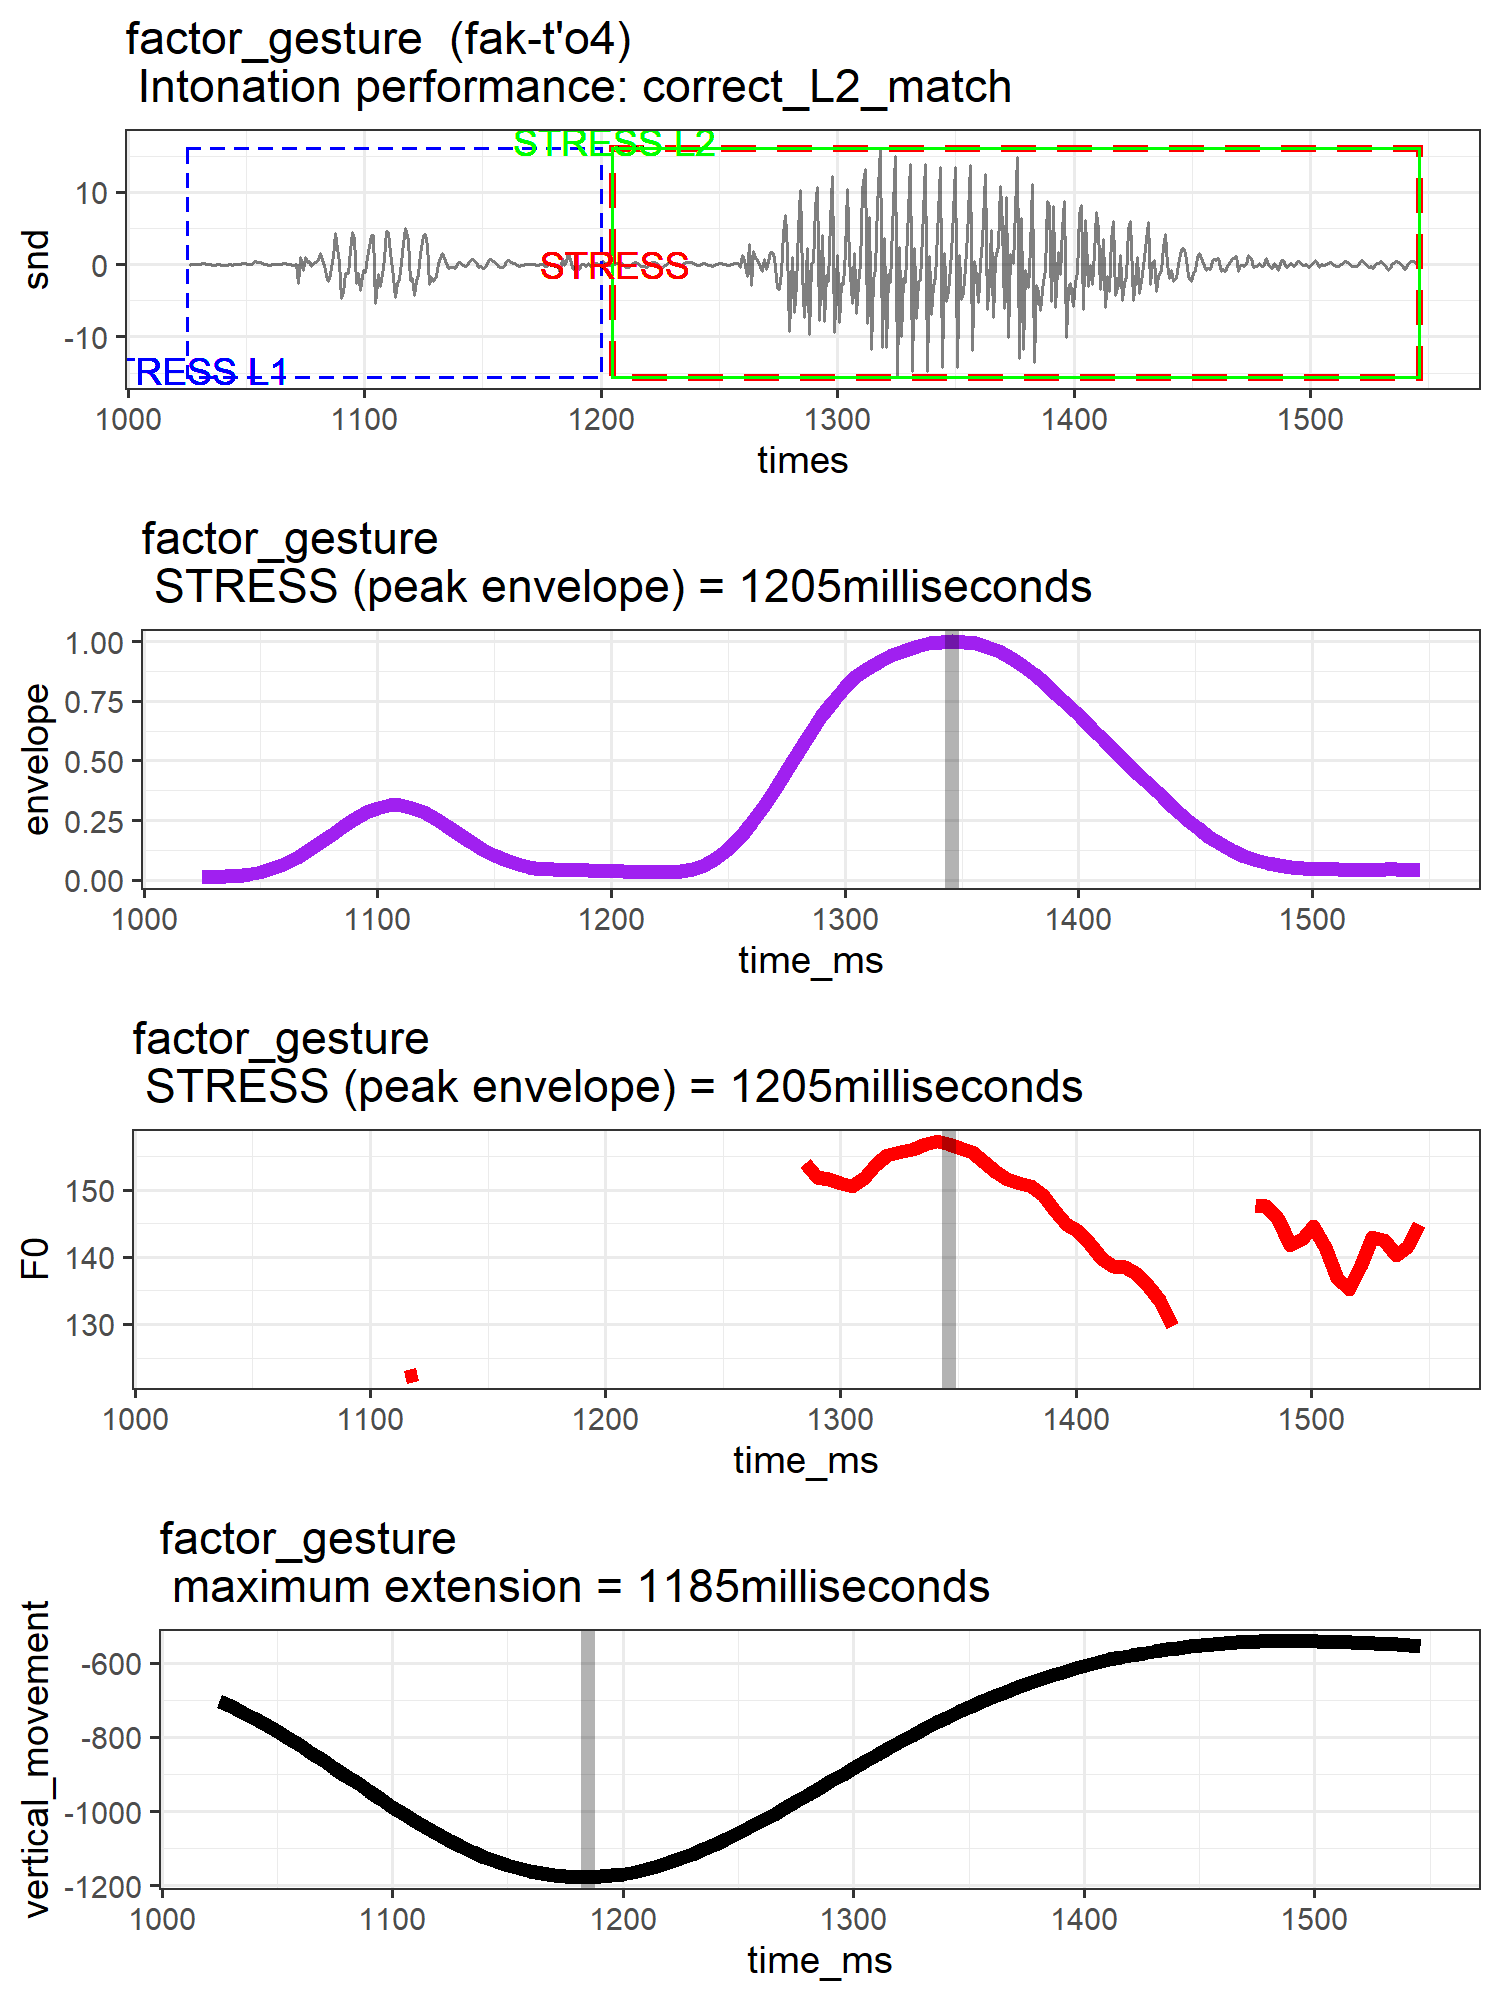 factor_gesture  (fak-t'o4)
Intonation performance: correct_L2_match
STRESS L2
10
snd
0
STRESS
-10
TRESS L1
1000 1100 1200 1300 1400 1500
times
factor_gesture
STRESS (peak envelope) = 1205milliseconds
1.00
0.75
envelope
0.50
0.25
0.00
1000 1100 1200 1300 1400 1500
time_ms
factor_gesture
STRESS (peak envelope) = 1205milliseconds
150
F0
140
130
1000 1100 1200 1300 1400 1500
time_ms
factor_gesture
maximum extension = 1185milliseconds
-600
vertical_movement
-800
-1000
-1200
1000 1100 1200 1300 1400 1500
time_ms